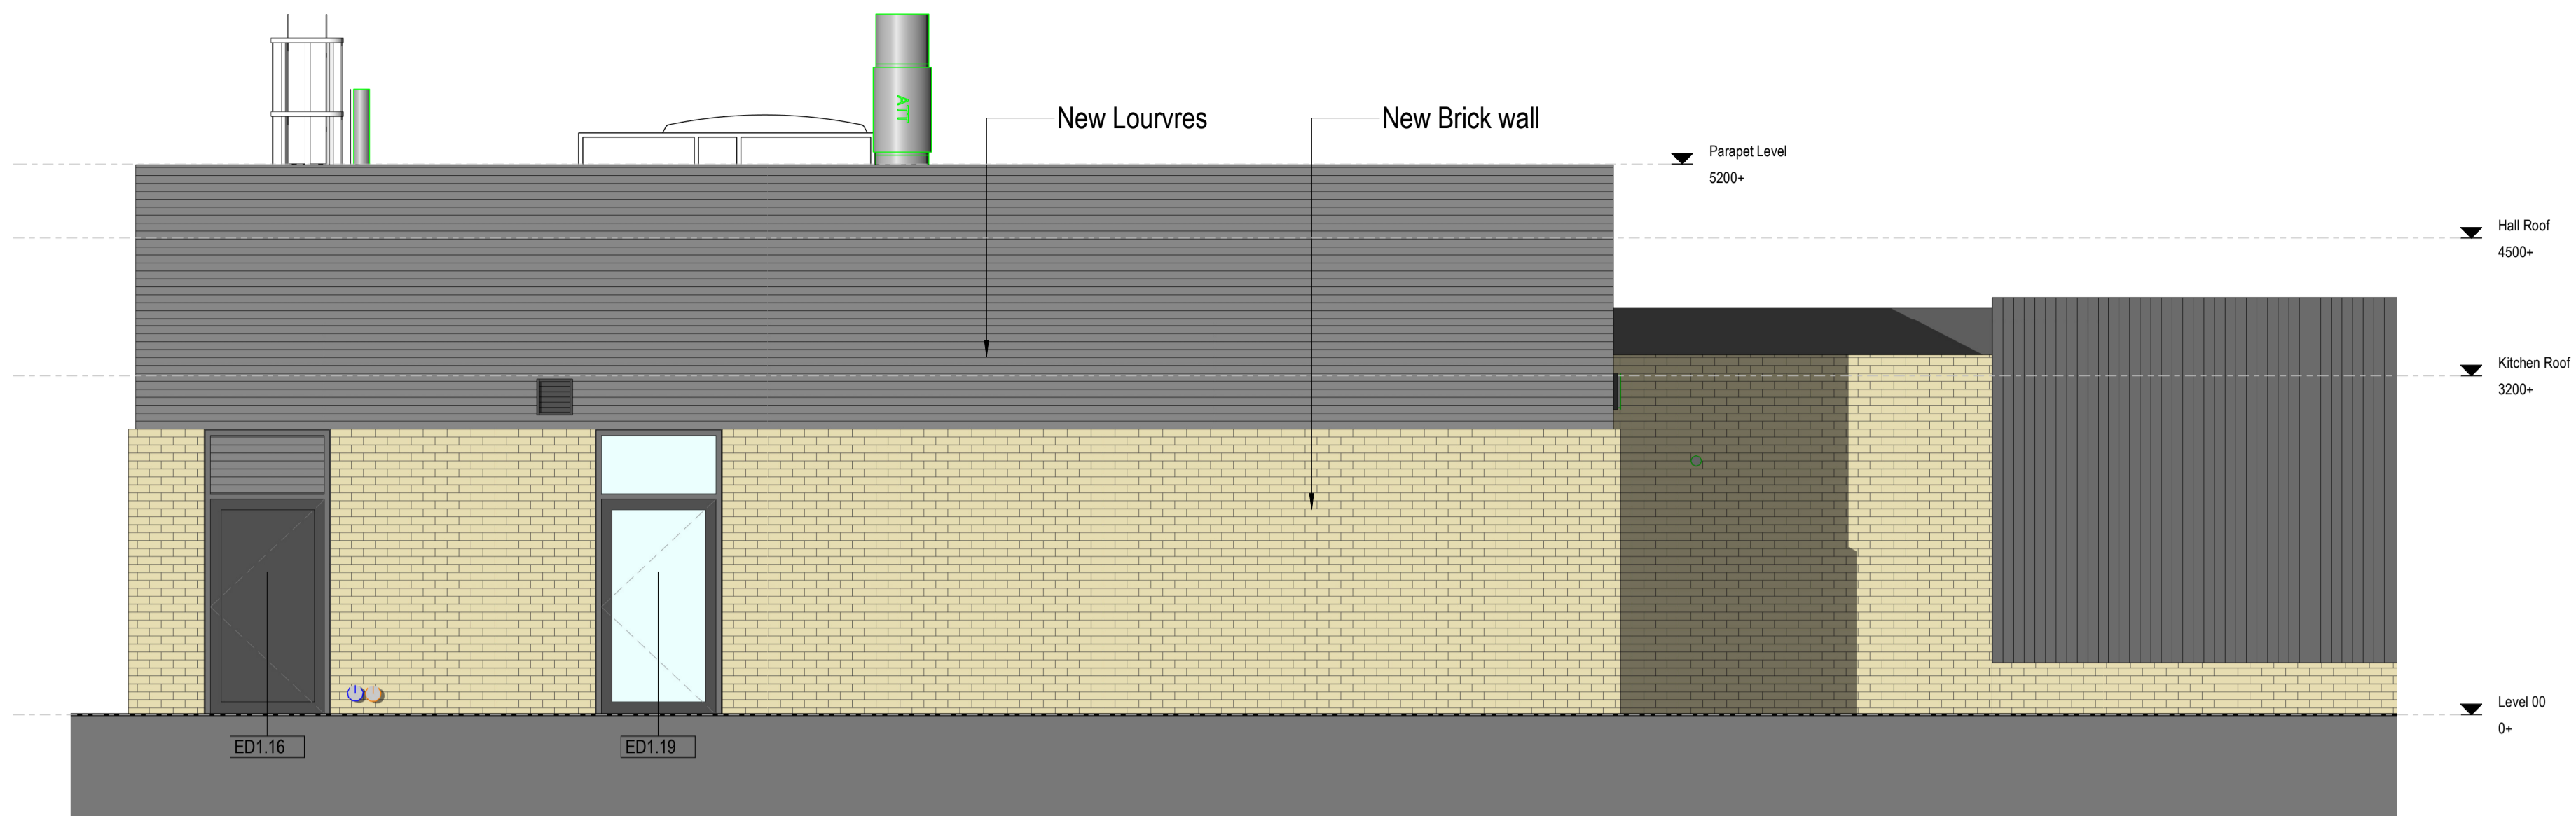 ATT
New Lourvres
New Brick wall
Parapet Level
5200+
Hall Roof
4500+
Kitchen Roof
3200+
Level 00
0+
ED1.16
ED1.19